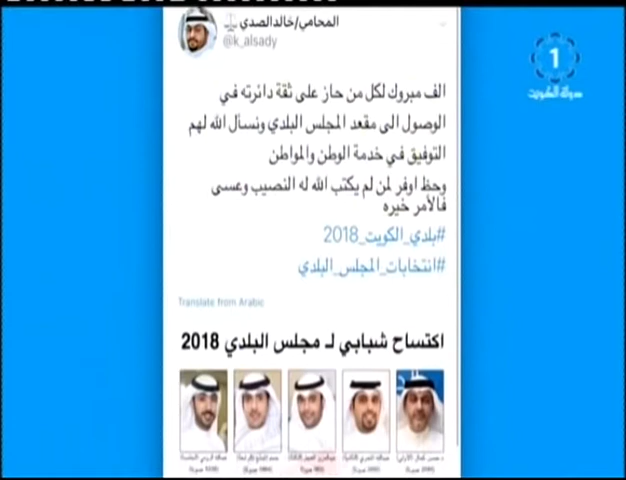 المحامي/خالدالصدي
@k_alsady
1
دولة الكويت
الف مبروك لكل من حاز على ثقة دائرته في
الوصول الى مقعد المجلس البلدي ونسأل الله لهم
التوفيق في خدمة الوطن والمواطن
وحظ اوفر لمن لم يكتب الله له النصيب وعسى
فالأمر خيره
#بلدي_الكويت_2018
#انتخابات_المجلس_البلدي
Translate from Arabic
اكتساح شبابي لـ مجلس البلدي 2018